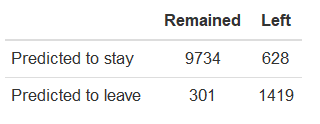 Remained Left
Predicted to stay 9734 628
Predicted to leave 301 1419